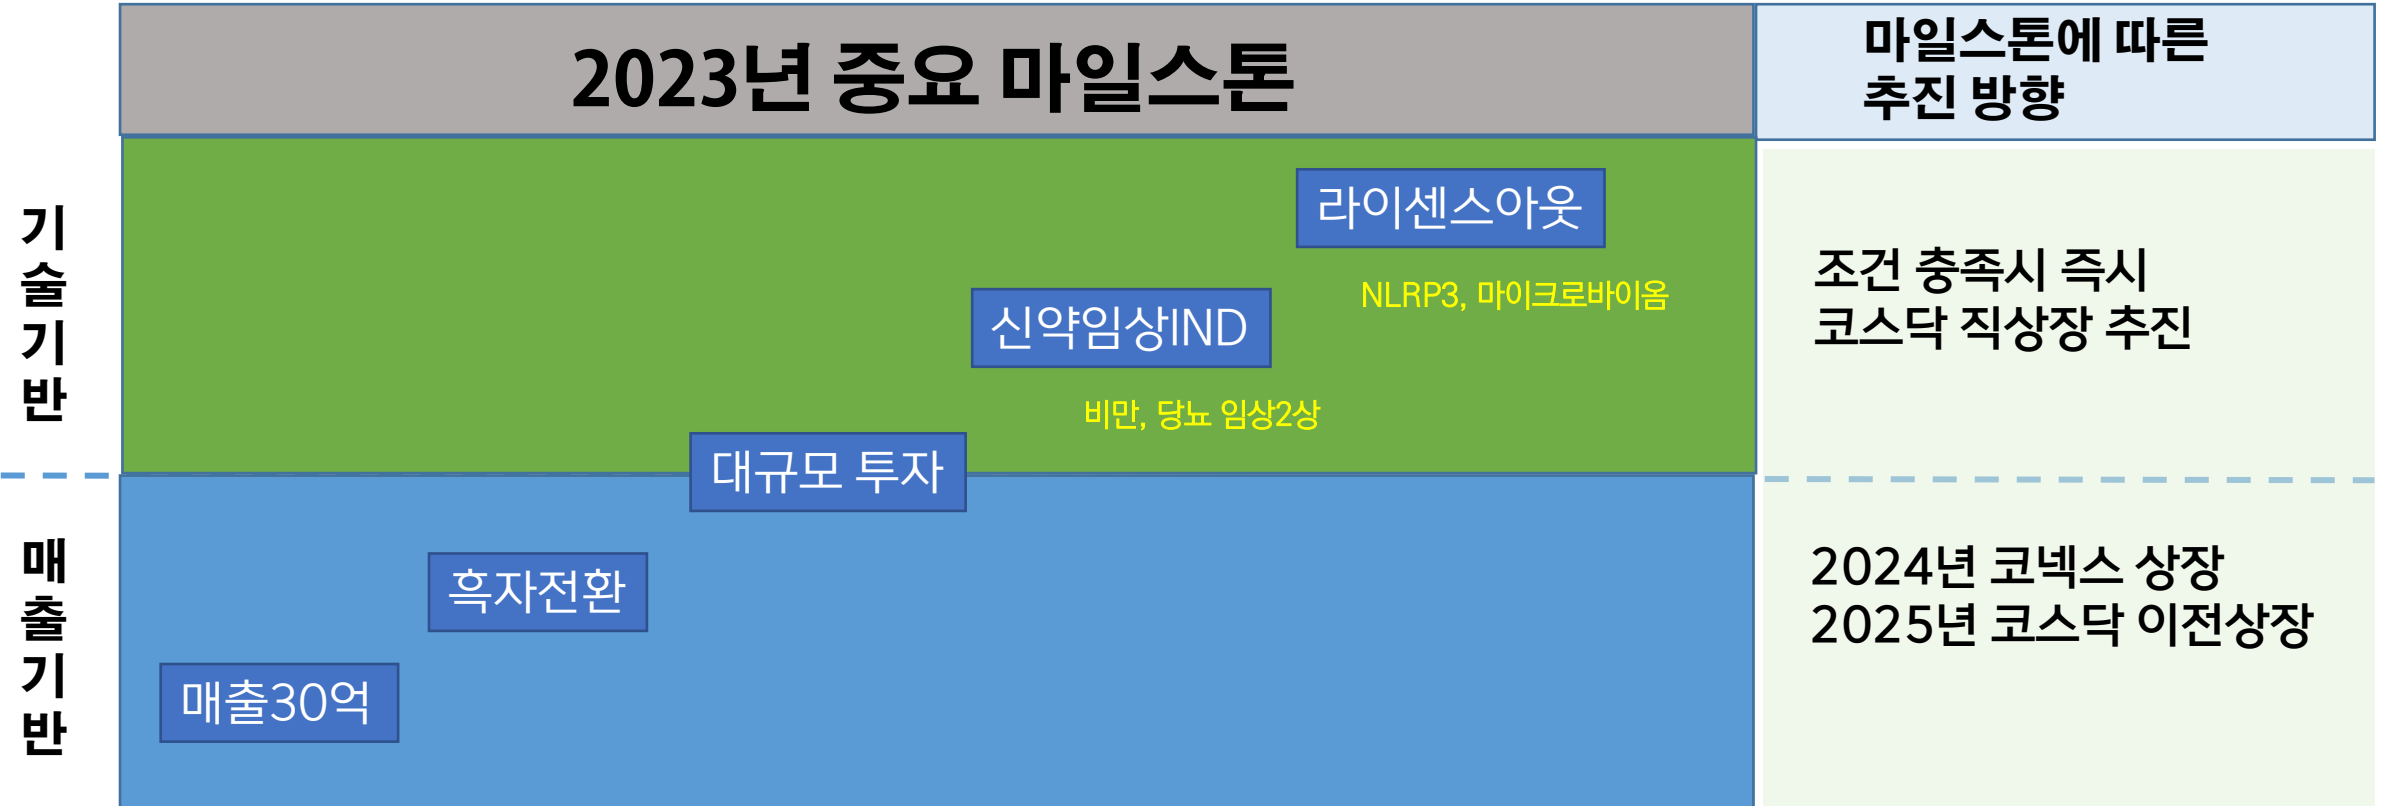 2023년 중요 마일스톤
마일스톤에 따른
추진 방향
기술기반
라이센스아웃
NLRP3, 마이크로바이옴
신약임상IND
비만, 당뇨 임상2상
조건 충족시 즉시
코스닥 직상장 추진
대규모 투자
매출기반
흑자전환
매출30억
2024년 코넥스 상장
2025년 코스닥 이전상장